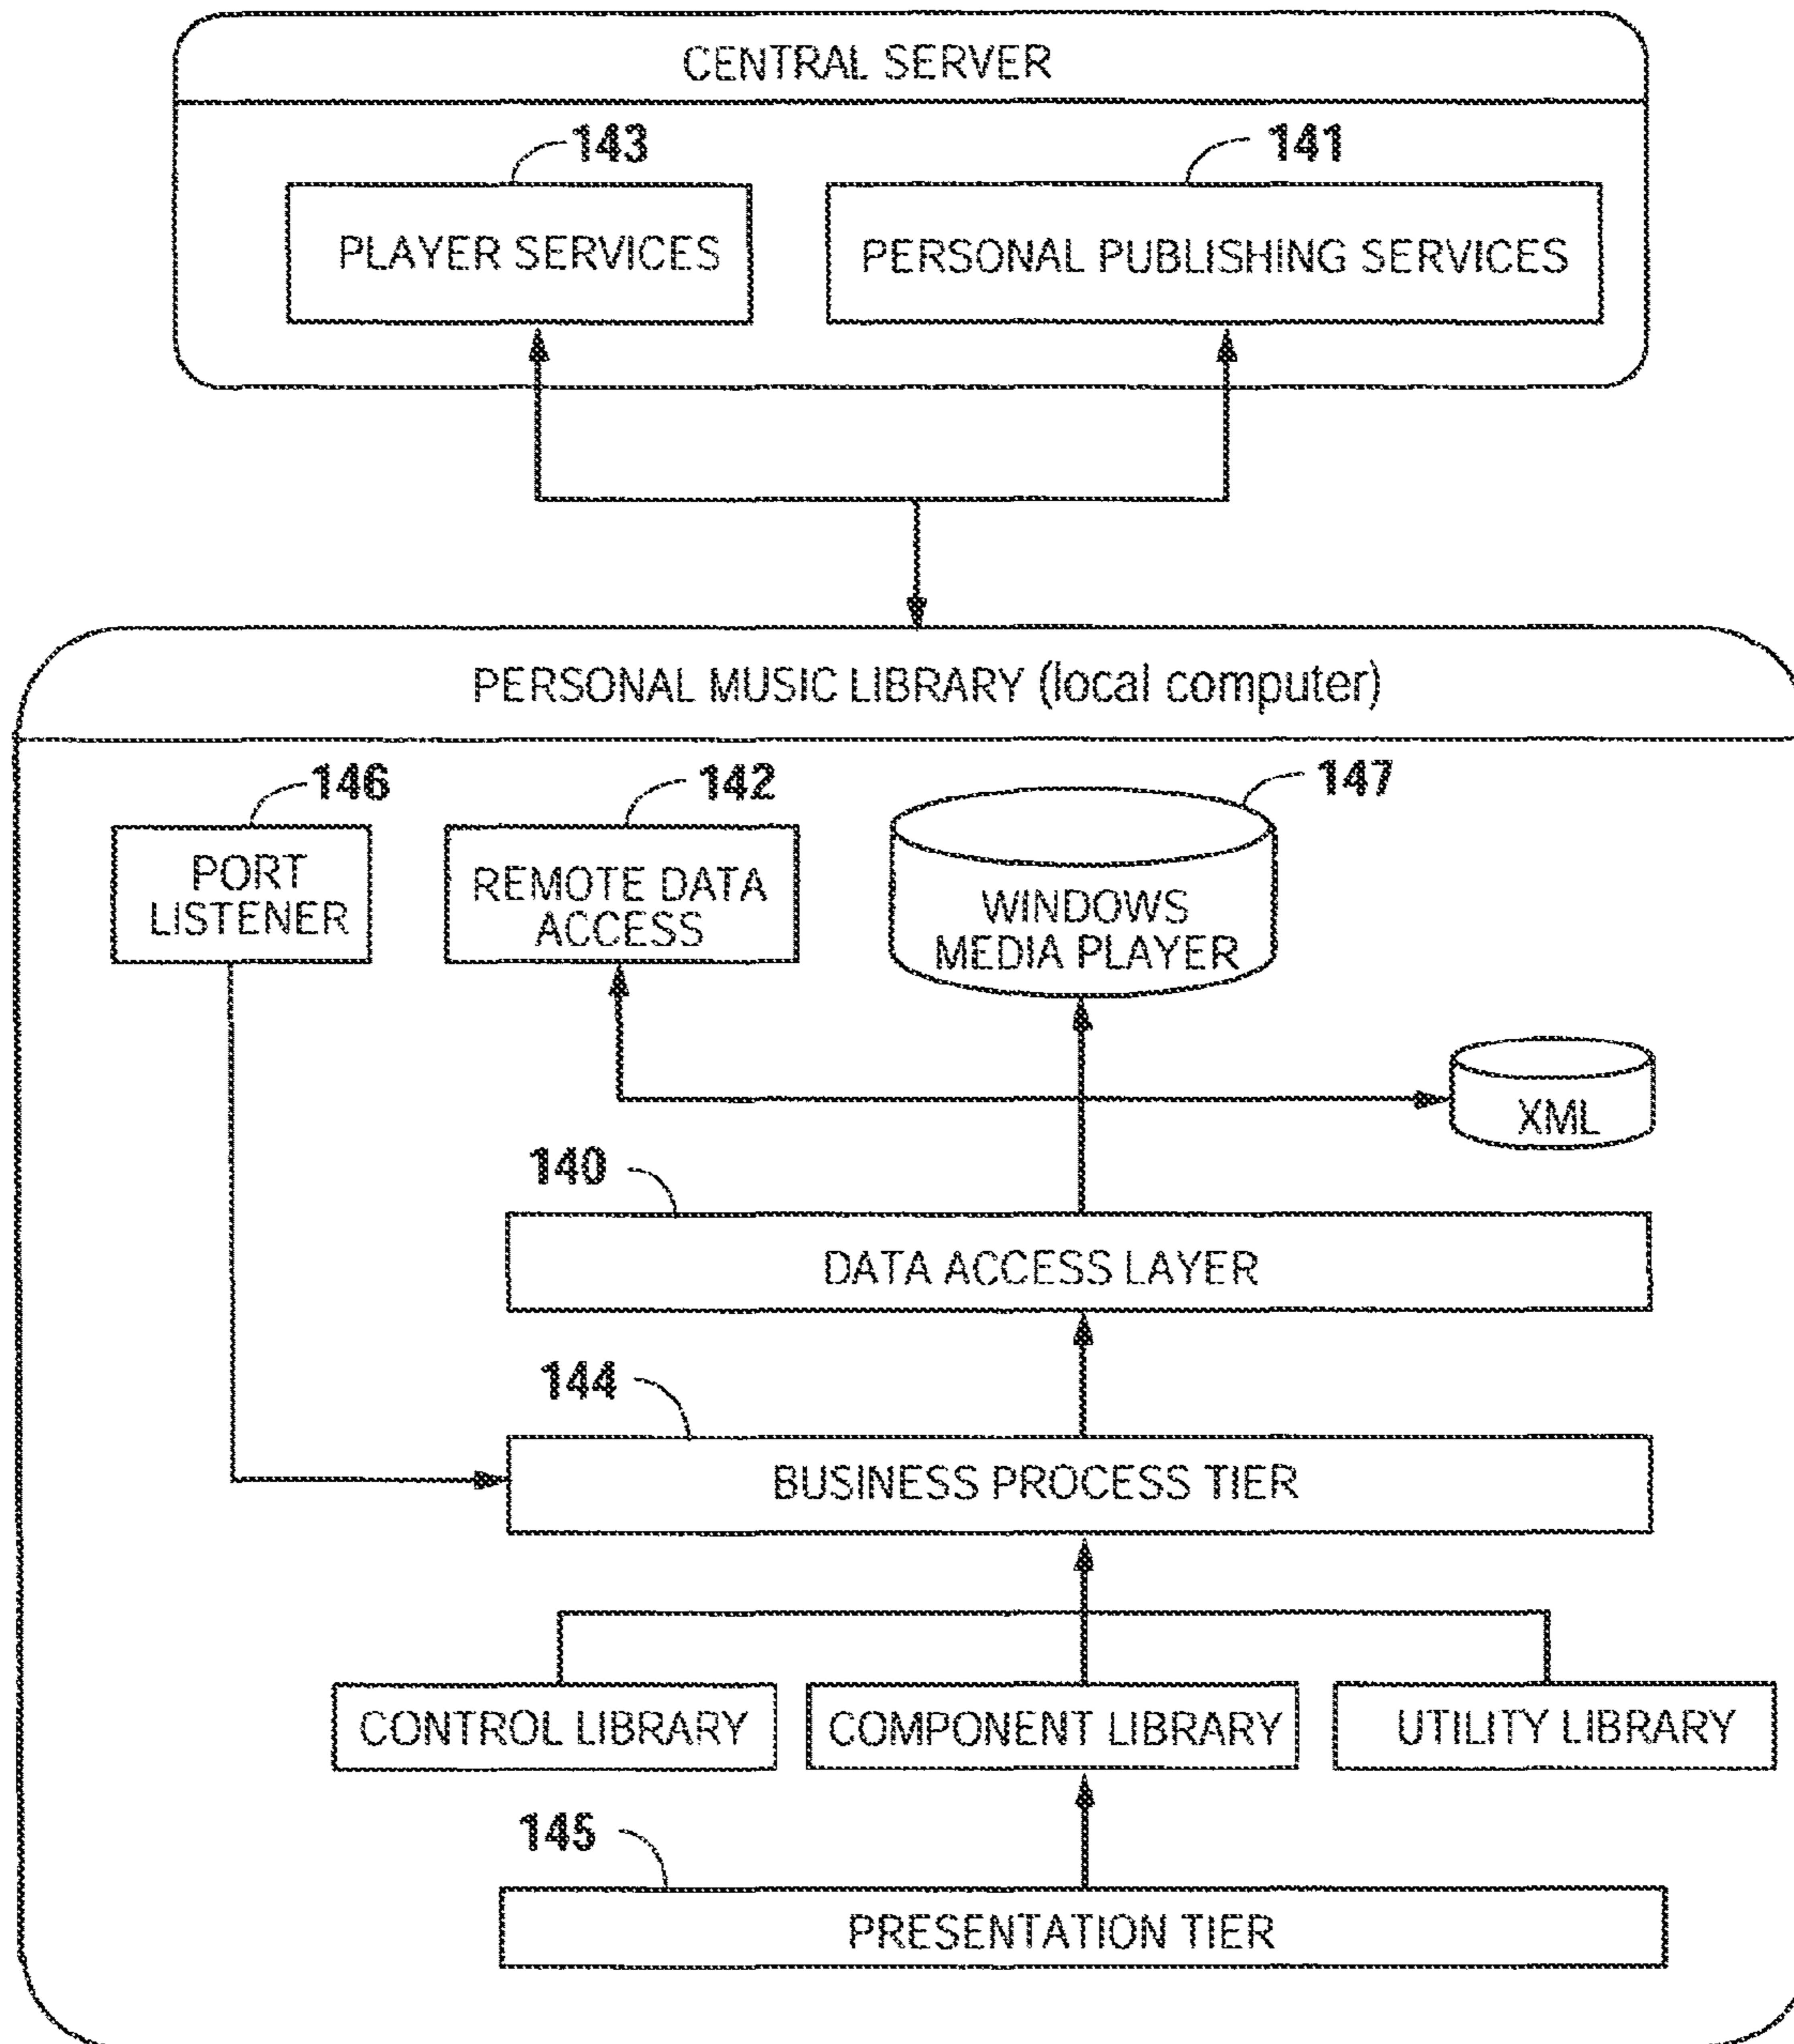 CENTRAL SERVER
143
141
PLAYER SERVICES
PERSONAL PUBLISHING SERVICES
PERSONAL MUSIC LIBRARY (local computer)
146
142
147
PORT
LISTENER
REMOTE DATA
ACCESS
WINDOWS
MEDIA PLAYER
XML
140
DATA ACCESS LAYER
144
BUSINESS PROCESS TIER
CONTROL LIBRARY
COMPONENT LIBRARY
UTILITY LIBRARY
145
PRESENTATION TIER